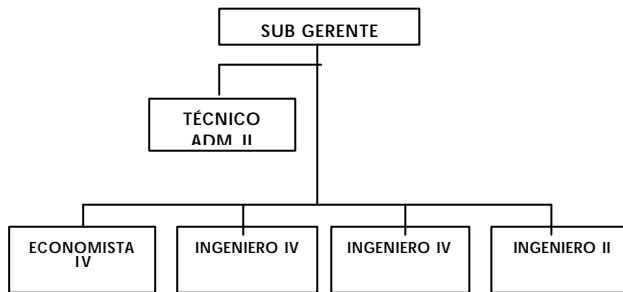 SUB GERENTE
TÉCNICO
ADM. II
ECONOMISTA
IV
INGENIERO IV
INGENIERO IV
INGENIERO II